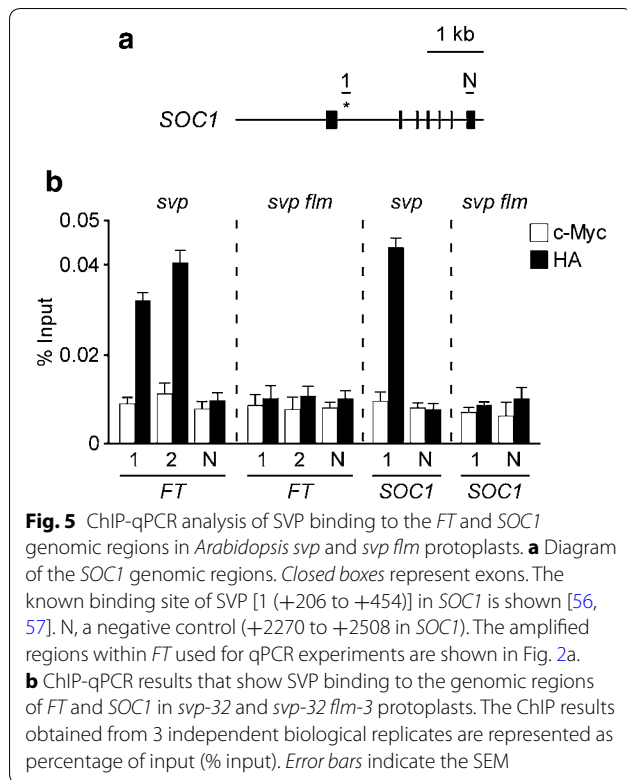 a
1 kb
1 N
*
SOC1
b
svp svp flm svp svp flm
c-Myc
HA
% Input
0.05
0.04
0.02
0
1 2 N 1 2 N 1 N 1 N
FT FT SOC1 SOC1
Fig. 5 ChIP-qPCR analysis of SVP binding to the FT and SOC1
genomic regions in Arabidopsis svp and svp flm protoplasts. a Diagram
of the SOC1 genomic regions. Closed boxes represent exons. The
known binding site of SVP [1 (+206 to +454)] in SOC1 is shown [56,
57]. N, a negative control (+2270 to +2508 in SOC1). The amplified
regions within FT used for qPCR experiments are shown in Fig. 2a.
b ChIP-qPCR results that show SVP binding to the genomic regions
of FT and SOC1 in svp-32 and svp-32 flm-3 protoplasts. The ChIP results
obtained from 3 independent biological replicates are represented as
percentage of input (% input). Error bars indicate the SEM